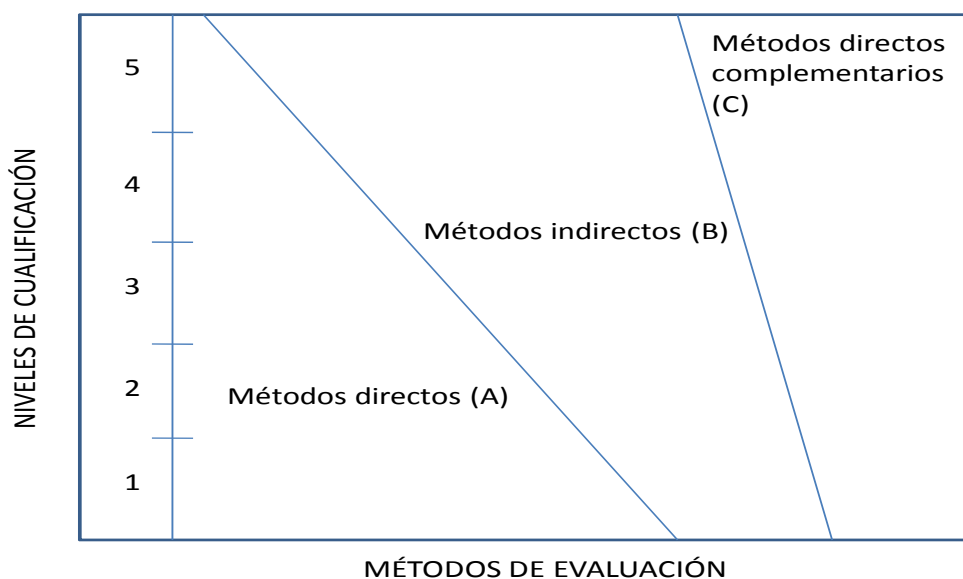 NIVELES DE CUALIFICACIÓN
5
4
3
2
1
Métodos directos
complementarios
(C)
Métodos indirectos (B)
Métodos directos (A)
MÉTODOS DE EVALUACIÓN